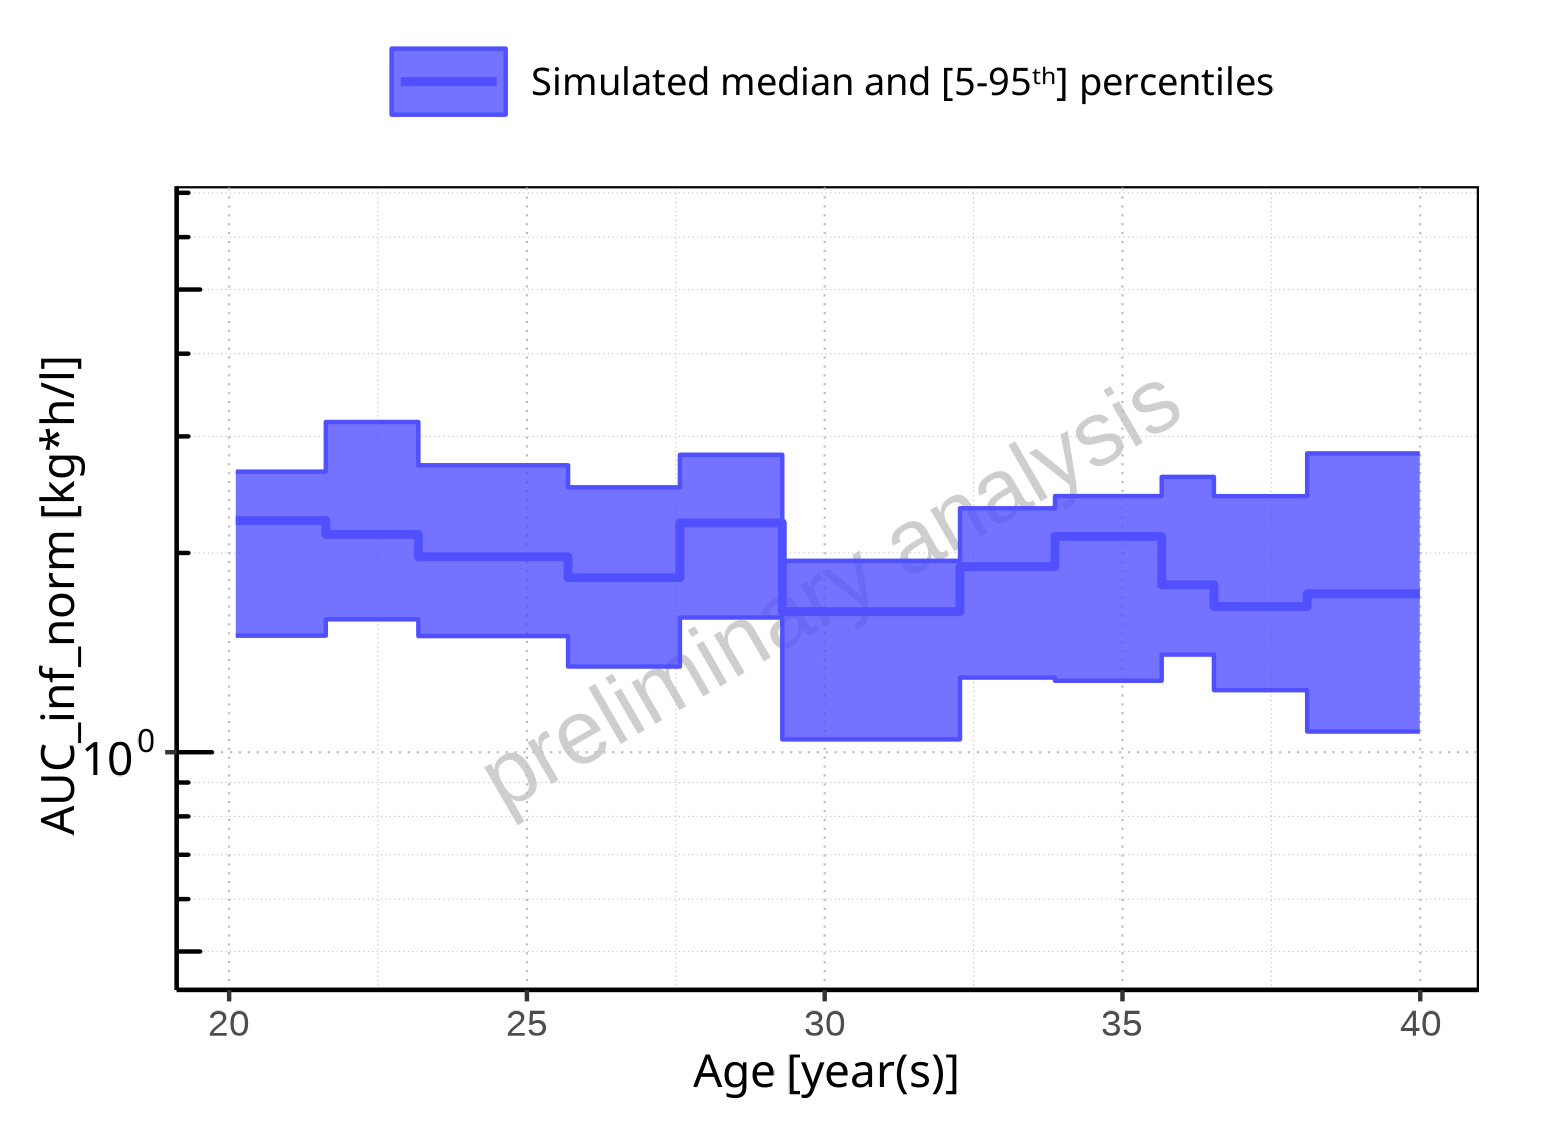 Simulated median and [5-95ᵗʰ] percentiles
AUC_inf_norm [kg*h/l]
10⁰
preliminary analysis
20 25 30 35 40
Age [year(s)]